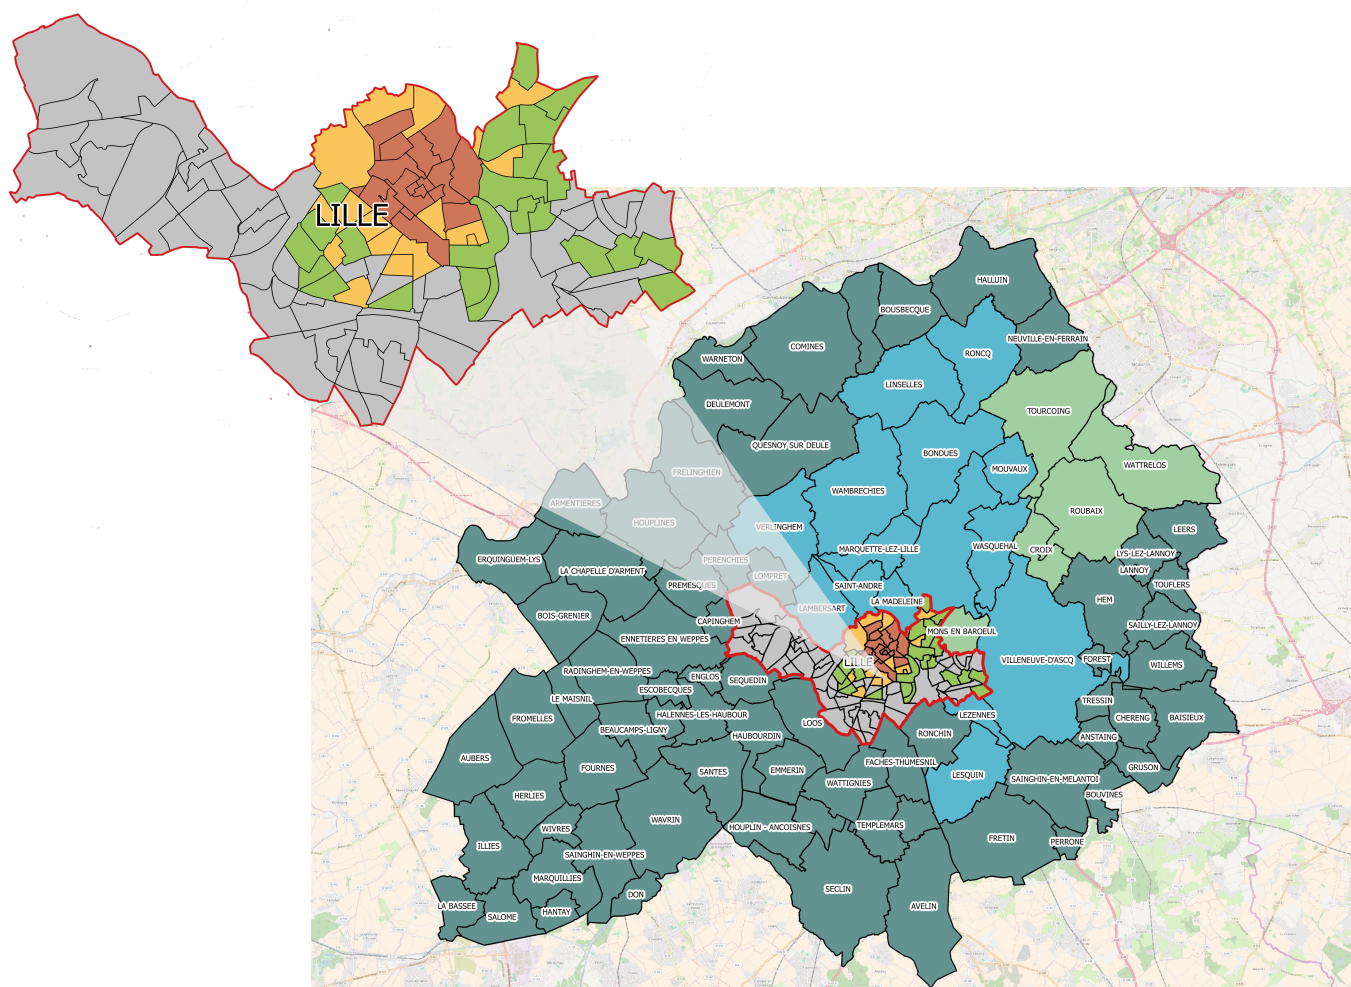 LILLE
HALLUIN
BOUSBECQUE
NEUVILLE-EN-FERRAIN
COMINES
WARNETON
RONCQ
LINSELLES
DEULEMONT
TOURCOING
QUESNOY SUR DEULE
BONDUES
MOUVAUX
WATTRELOS
FRELINGHIEN
WAMBRECHIES
ARMENTIERES
ROUBAIX
HOUPLINES
VERLINGHEM
LEERS
WASQUEHAL
MARQUETTE-LEZ-LILLE
CROIX
LYS-LEZ-LANNOY
ERQUINGUEM-LYS
PERENCHIES
LANNOY
LA CHAPELLE D'ARMENT
LOMPRET
PREMESQUES
SAINT-ANDRE
TOUFLERS
HEM
LA MADELEINE
LAMBERSART
BOIS-GRENIER
CAPINGHEM
SAILLY-LEZ-LANNOY
MONS EN BAROEUL
ENNETIERES EN WEPPES
LILLE
VILLENEUVE-D'ASCQ
FOREST
WILLEMS
RADINGHEM-EN-WEPPES
ENGLOS
SEQUEDIN
ESCOBECQUES
LE MAISNIL
TRESSIN
HALENNES-LES-HAUBOUR
LEZENNES
FROMELLES
CHERENG
BAISIEUX
LOOS
BEAUCAMPS-LIGNY
HAUBOURDIN
RONCHIN
ANSTAING
AUBERS
FACHES-THUMESNIL
FOURNES
SANTES
EMMERIN
GRUSON
LESQUIN
SAINGHIN-EN-MELANTOI
WATTIGNIES
HERLIES
BOUVINES
WAVRIN
WIVRES
HOUPLIN - ANCOISNES
TEMPLEMARS
FRETIN
PERRONE
ILLIES
SAINGHIN-EN-WEPPES
MARQUILLIES
SECLIN
DON
LA BASSEE
AVELIN
HANTAY
SALOME